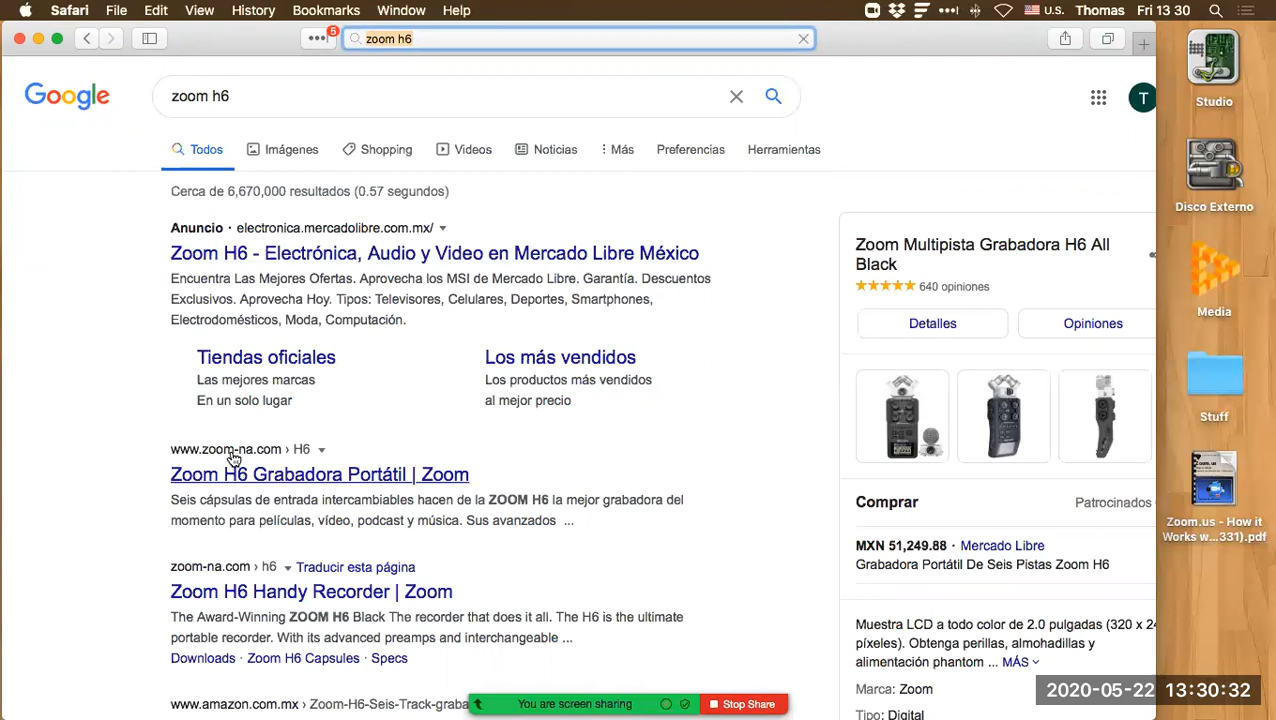 Safari File Edit View History Bookmarks Window Help U.S. Thomas Fri 13 30
5 zoom h6
Google zoom h6 T
Todos Imágenes Shopping Videos Noticias Más Preferencias Herramientas
Cerca de 6,670,000 resultados (0.57 segundos)
Anuncio · electronica.mercadolibre.com.mx/
Zoom H6 - Electrónica, Audio y Video en Mercado Libre México
Encuentra Las Mejores Ofertas. Aprovecha los MSI de Mercado Libre. Garantía. Descuentos
Exclusivos. Aprovecha Hoy. Tipos: Televisores, Celulares, Deportes, Smartphones,
Electrodomésticos, Moda, Computación.
Tiendas oficiales
Las mejores marcas
En un solo lugar
Los más vendidos
Los productos más vendidos
al mejor precio
www.zoom-na.com › H6
Zoom H6 Grabadora Portátil | Zoom
Seis cápsulas de entrada intercambiables hacen de la ZOOM H6 la mejor grabadora del
momento para películas, vídeo, podcast y música. Sus avanzados ...
zoom-na.com › h6 Traducir esta página
Zoom H6 Handy Recorder | Zoom
The Award-Winning ZOOM H6 Black The recorder that does it all. The H6 is the ultimate
portable recorder. With its advanced preamps and interchangeable ...
Downloads · Zoom H6 Capsules · Specs
www.amazon.com.mx › Zoom-H6-Seis-Track-graba
Zoom Multipista Grabadora H6 All
Black
640 opiniones
Detalles Opiniones
Comprar Patrocinados
MXN 51,249.88 · Mercado Libre
Grabadora Portátil De Seis Pistas Zoom H6
Muestra LCD a todo color de 2.0 pulgadas (320 x 24
píxeles). Obtenga perillas, almohadillas y
alimentación phantom ... MÁS
Marca: Zoom
Tipo: Digital
Studio
Disco Externo
Media
Stuff
Zoom.us - How it
Works w...331).pdf
You are screen sharing Stop Share
2020-05-22 13:30:32